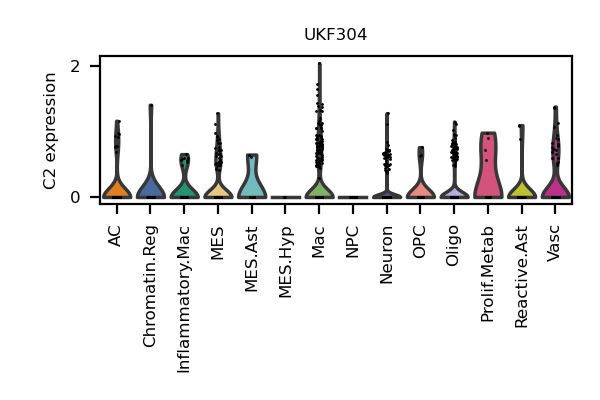 UKF304
C2 expression
2
0
AC
Chromatin.Reg
Inflammatory.Mac
MES
MES.Ast
MES.Hyp
Mac
NPC
Neuron
OPC
Oligo
Prolif.Metab
Reactive.Ast
Vasc